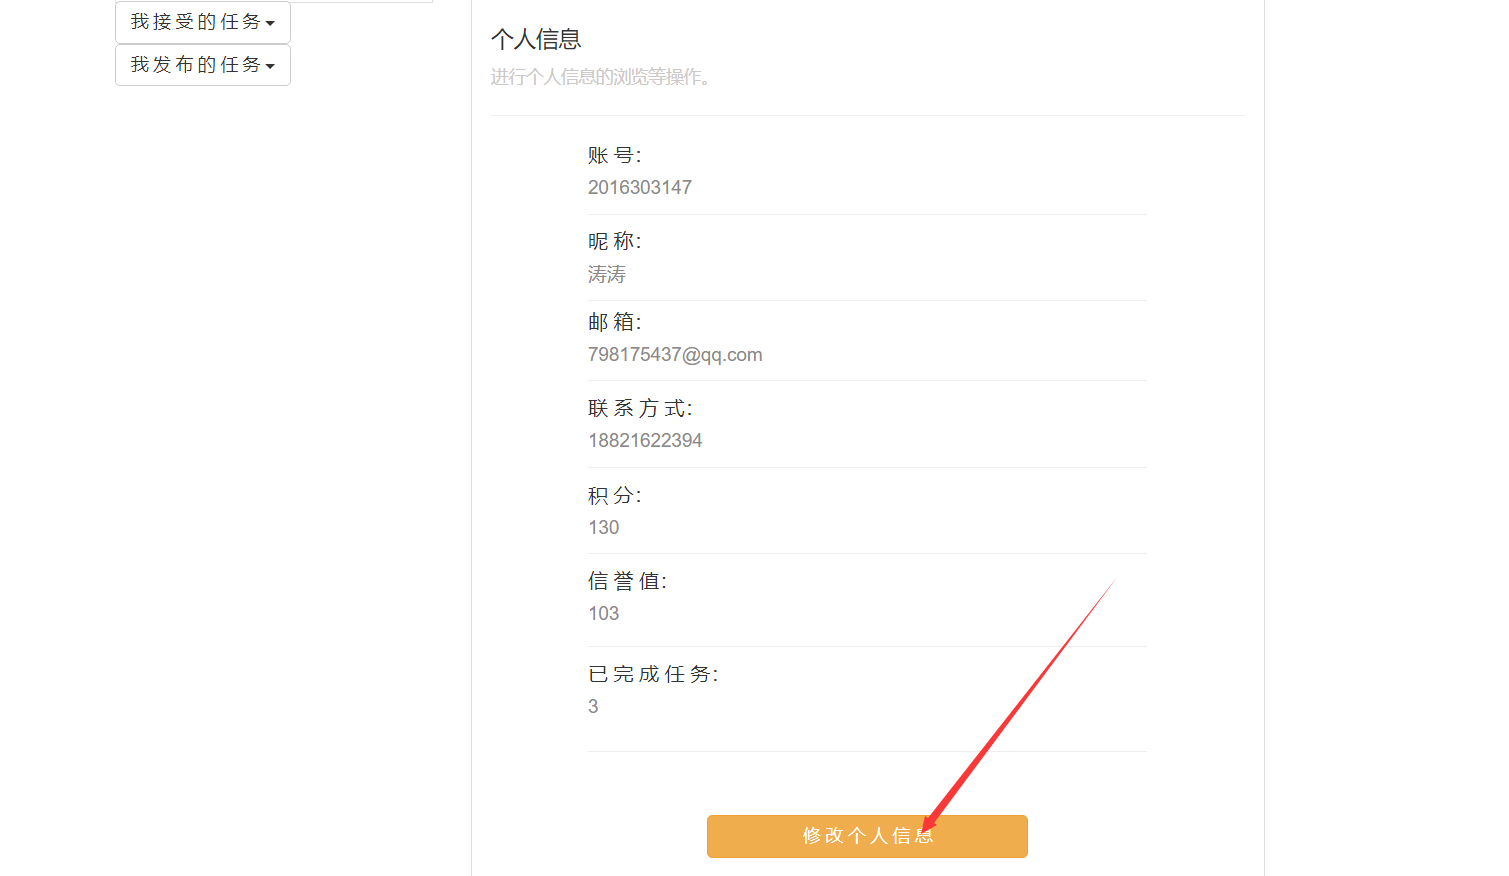 我接受的任务
我发布的任务
个人信息
进行个人信息的浏览等操作。
账号：
2016303147
昵称：
涛涛
邮箱：
798175437@qq.com
联系方式：
18821622394
积分：
130
信誉值：
103
已完成任务：
3
修改个人信息